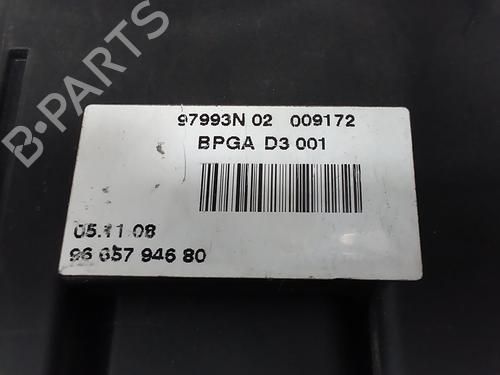 97993N 02 009172
BPGA D3 001
05.11 08
96 657 946 80
B-PARTS